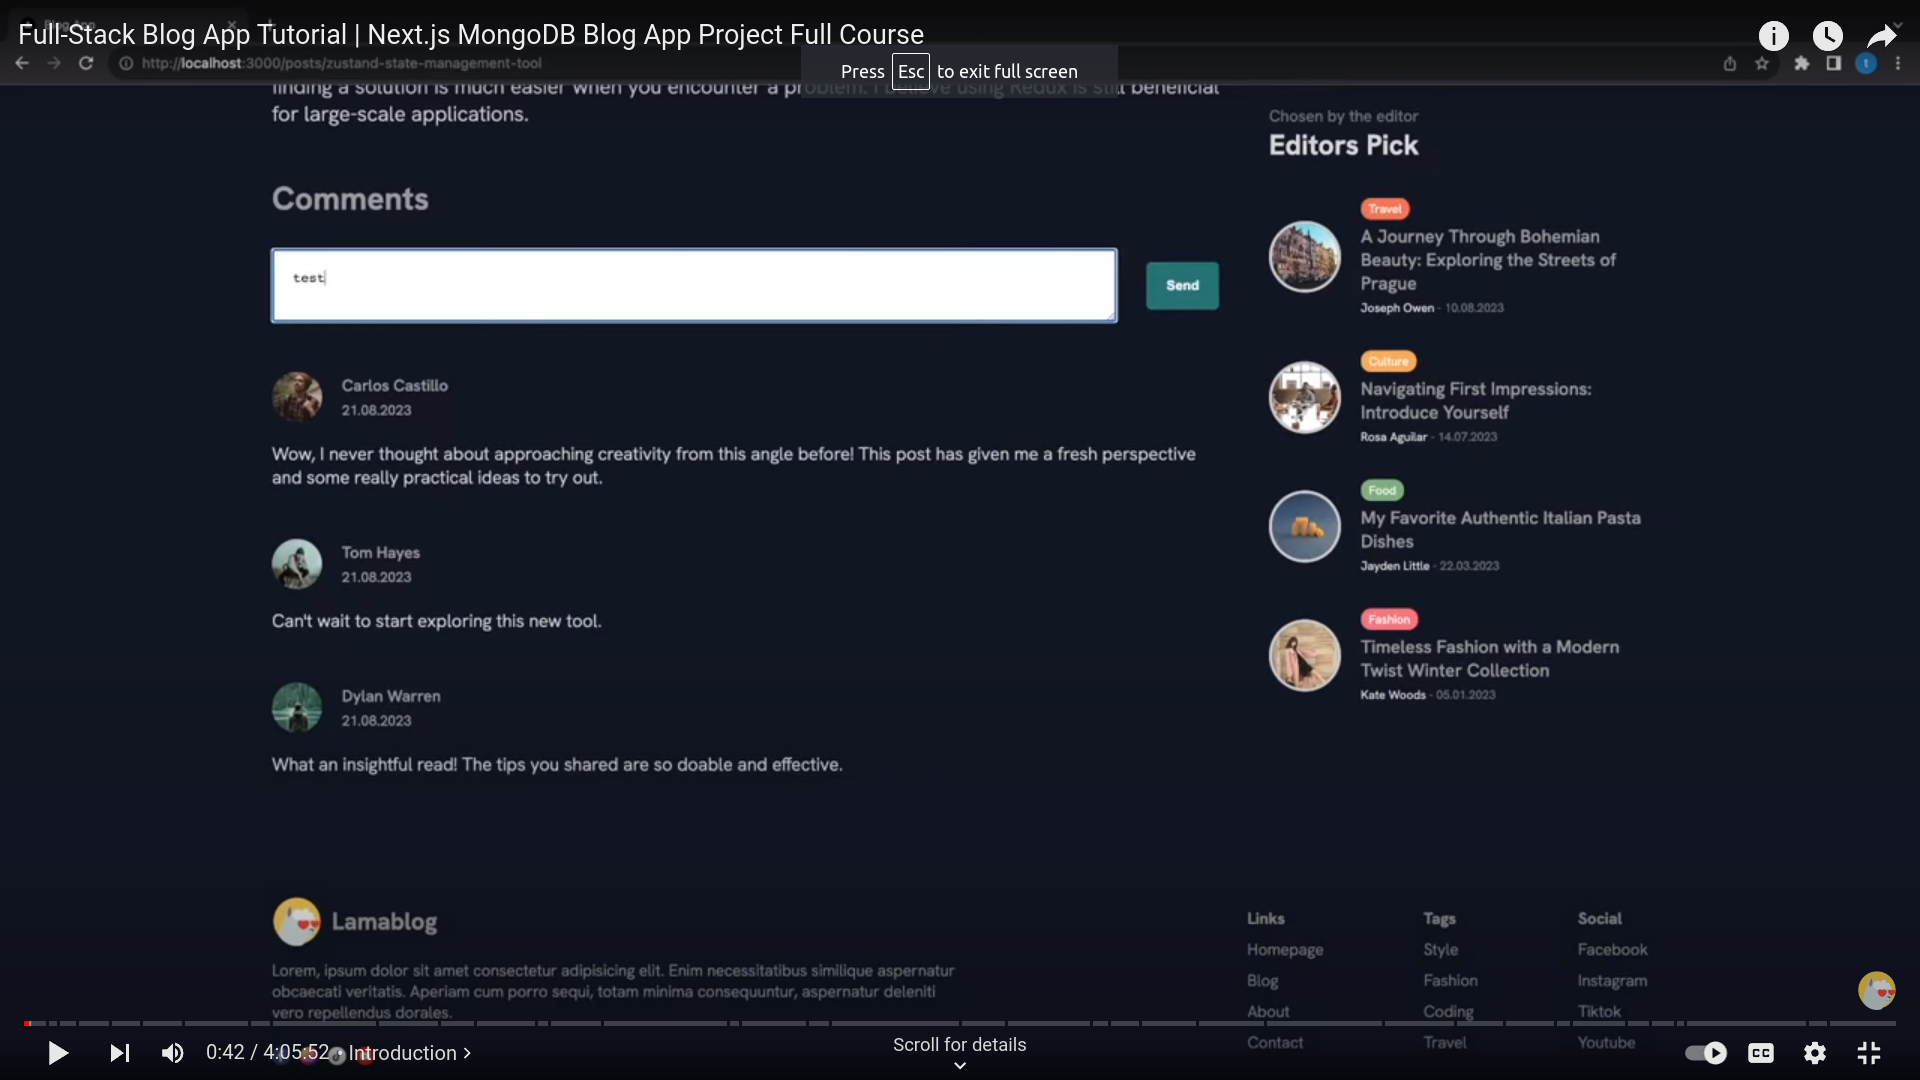 Full-Stack Blog App Tutorial | Next.js MongoDB Blog App Project Full Course
http://localhost:3000/posts/zustand-state-management-tool
Press Esc to exit full screen
finding a solution is much easier when you encounter a problem. I believe using Redux is still beneficial
for large-scale applications.
Comments
test
Send
Carlos Castillo
21.08.2023
Wow, I never thought about approaching creativity from this angle before! This post has given me a fresh perspective
and some really practical ideas to try out.
Tom Hayes
21.08.2023
Can't wait to start exploring this new tool.
Dylan Warren
21.08.2023
What an insightful read! The tips you shared are so doable and effective.
Chosen by the editor
Editors Pick
Travel
A Journey Through Bohemian
Beauty: Exploring the Streets of
Prague
Joseph Owen - 10.08.2023
Culture
Navigating First Impressions:
Introduce Yourself
Rosa Aguilar - 14.07.2023
Food
My Favorite Authentic Italian Pasta
Dishes
Jayden Little - 22.03.2023
Fashion
Timeless Fashion with a Modern
Twist Winter Collection
Kate Woods - 05.01.2023
Lamablog
Lorem, ipsum dolor sit amet consectetur adipisicing elit. Enim necessitatibus similique aspernatur
obcaecati veritatis. Aperiam cum porro sequi, totam minima consequuntur, aspernatur deleniti
vero repellendus dorales.
Links
Homepage
Blog
About
Contact
Tags
Style
Fashion
Coding
Travel
Social
Facebook
Instagram
Tiktok
Youtube
0:42 / 4:05:52 • Introduction
Scroll for details
CC